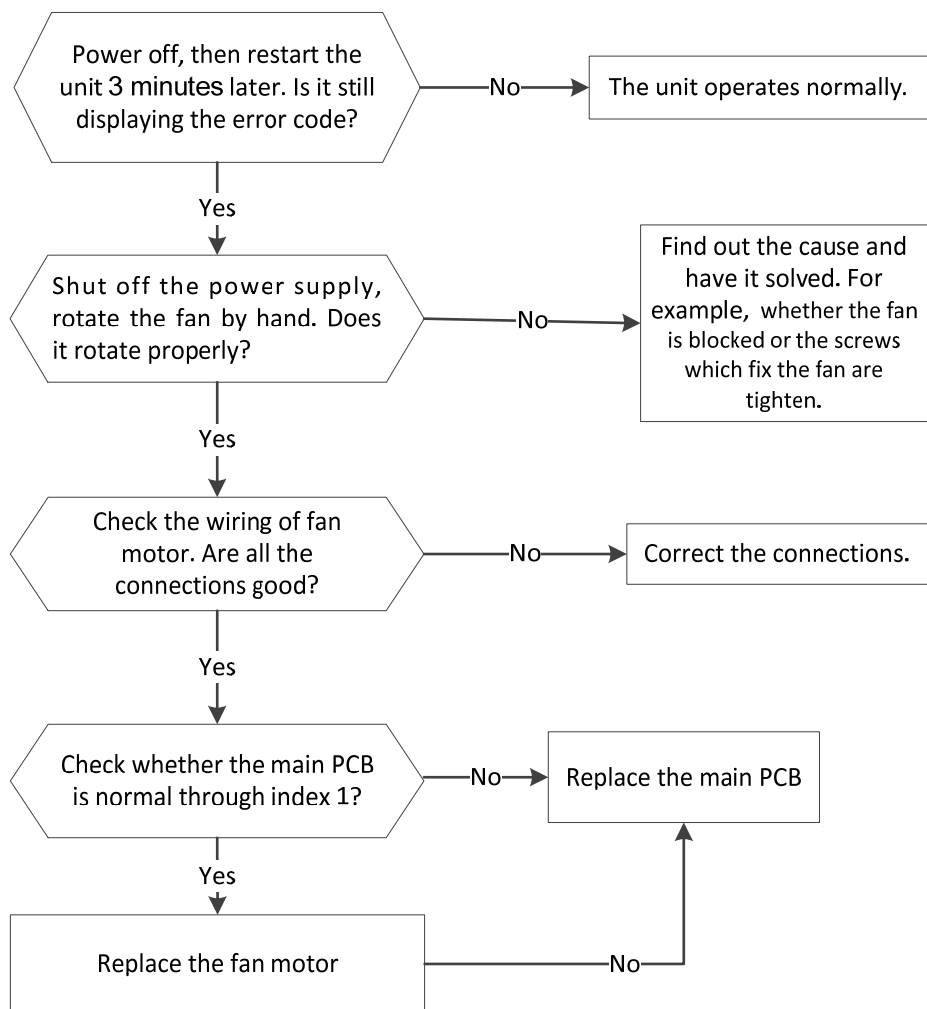 Power off, then restart the
unit 3 minutes later. Is it still
displaying the error code?
No
The unit operates normally.
Yes
Shut off the power supply,
rotate the fan by hand. Does
it rotate properly?
No
Find out the cause and
have it solved. For
example, whether the fan
is blocked or the screws
which fix the fan are
tighten.
Yes
Check the wiring of fan
motor. Are all the
connections good?
No
Correct the connections.
Yes
Check whether the main PCB
is normal through index 1?
No
Replace the main PCB
Yes
Replace the fan motor
No